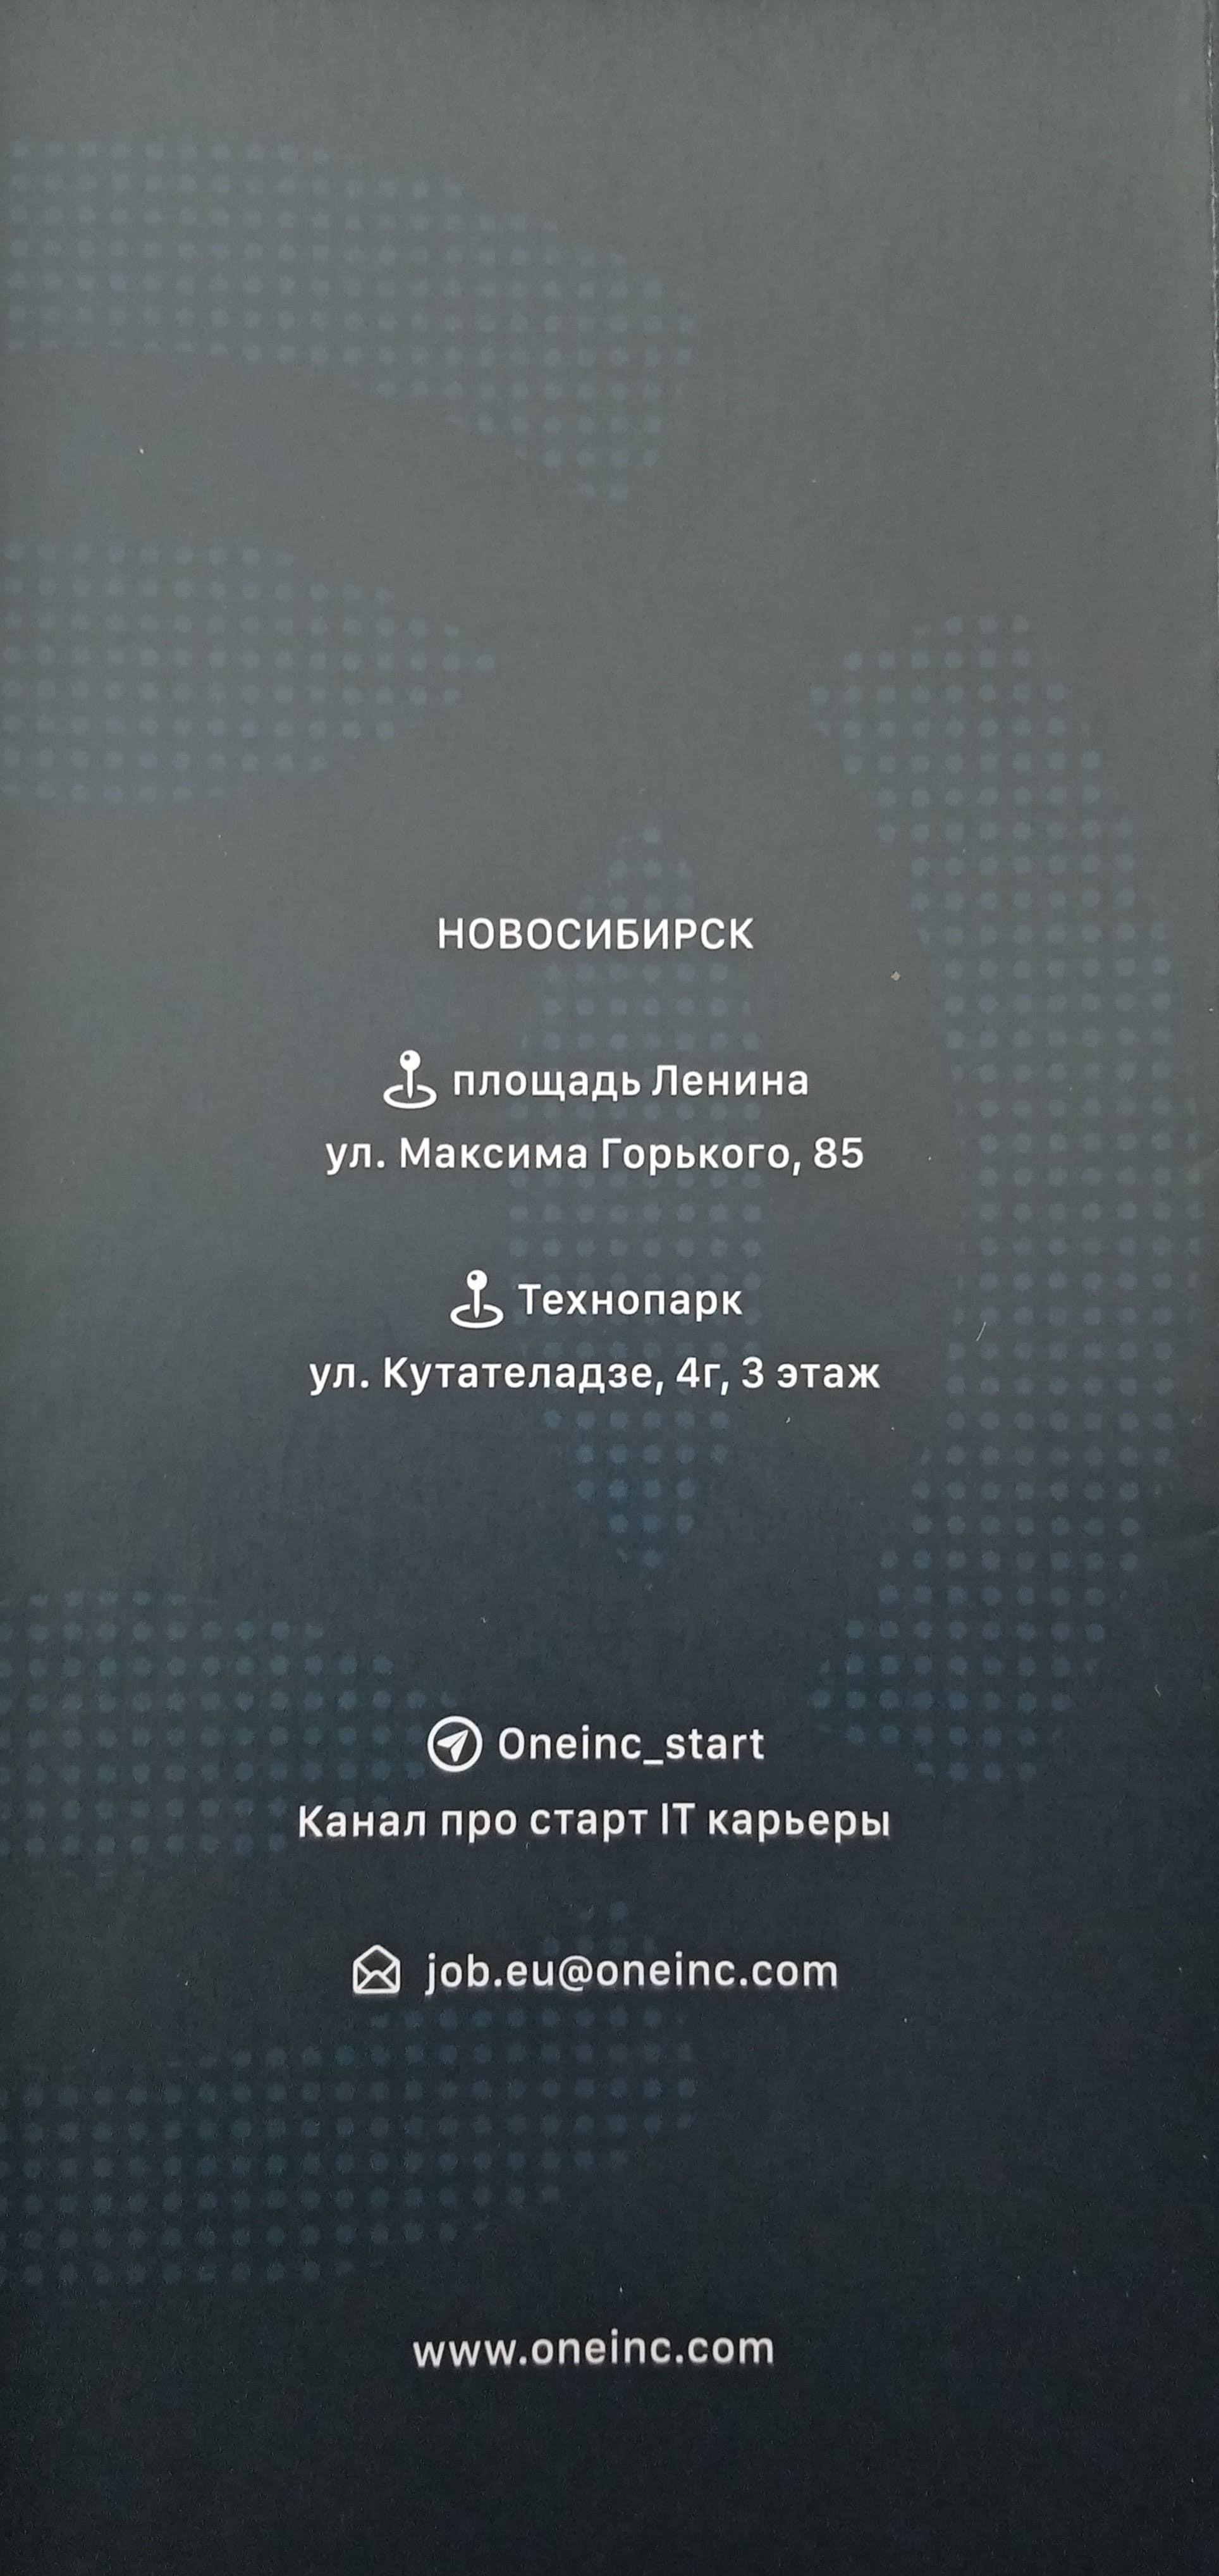 НОВОСИБИРСК
площадь Ленина
ул. Максима Горького, 85
Технопарк
ул. Кутателадзе, 4г, 3 этаж
Oneinc_start
Канал про старт IT карьеры
job.eu@oneinc.com
www.oneinc.com